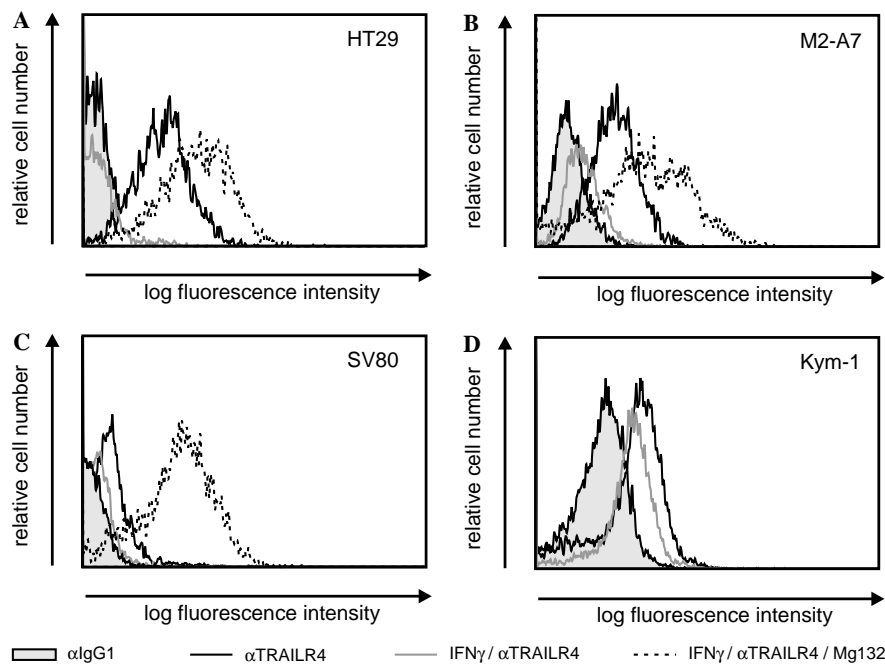 A
relative cell number
HT29
log fluorescence intensity
B
relative cell number
M2-A7
log fluorescence intensity
C
relative cell number
SV80
log fluorescence intensity
D
relative cell number
Kym-1
log fluorescence intensity
αIgG1
αTRAILR4
IFNγ / αTRAILR4
IFNγ / αTRAILR4 / Mg132